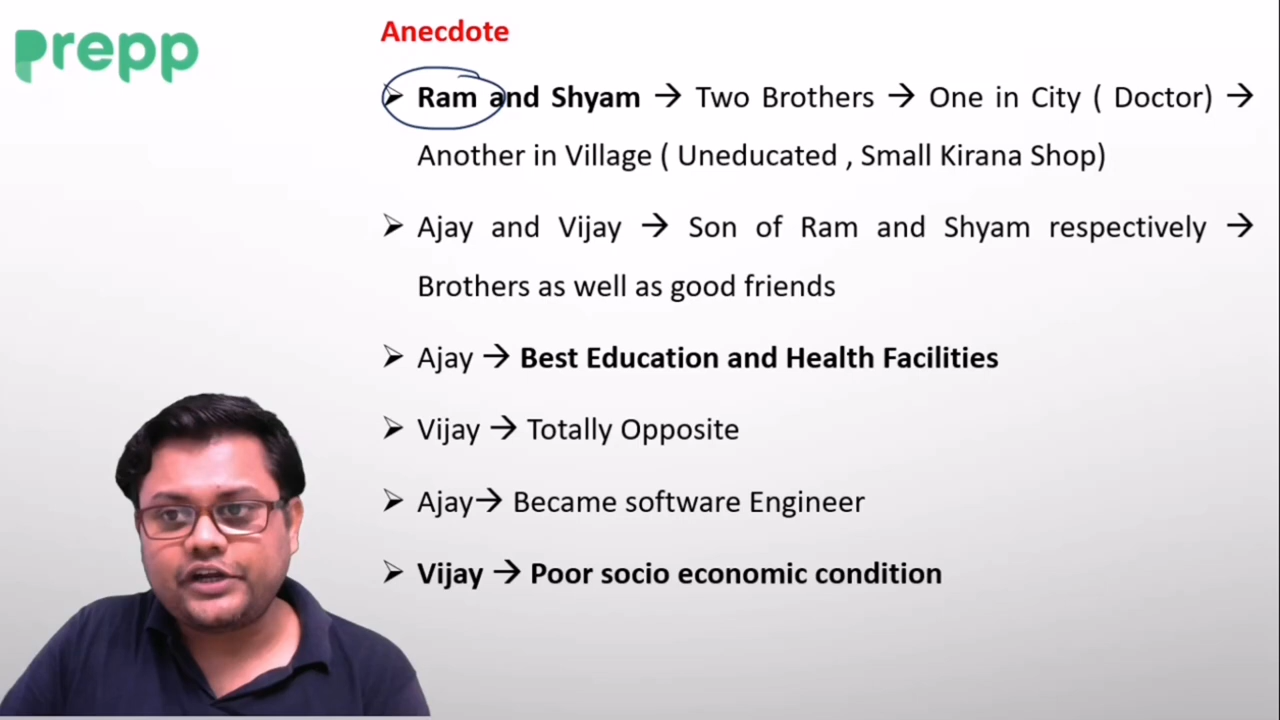 prepp
Anecdote
➢ Ram and Shyam → Two Brothers → One in City ( Doctor) →
Another in Village ( Uneducated , Small Kirana Shop)
➢ Ajay and Vijay → Son of Ram and Shyam respectively →
Brothers as well as good friends
➢ Ajay → Best Education and Health Facilities
➢ Vijay → Totally Opposite
➢ Ajay→ Became software Engineer
➢ Vijay → Poor socio economic condition